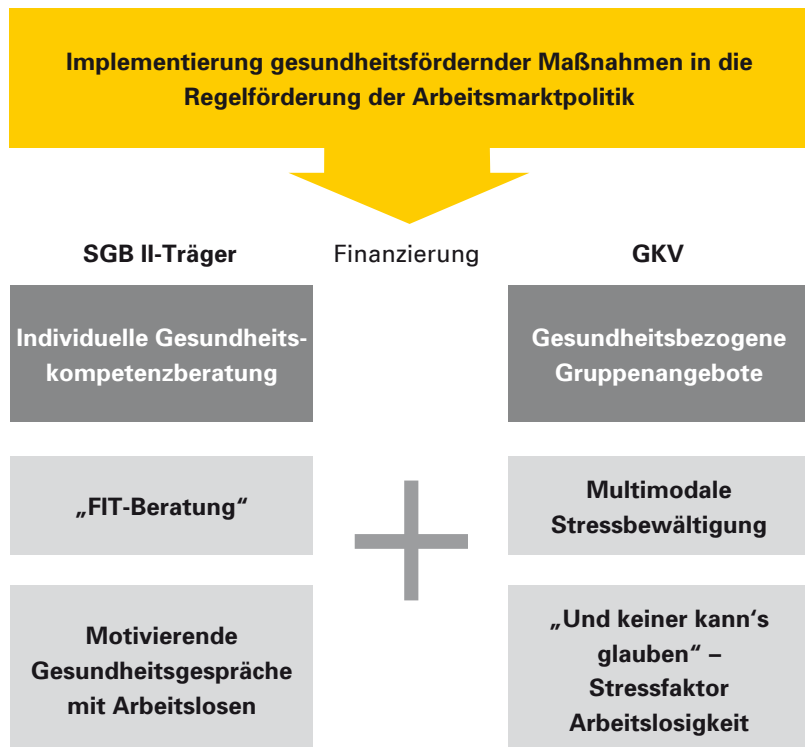 Implementierung gesundheitsfördernder Maßnahmen in die
Regelförderung der Arbeitsmarktpolitik
SGB II-Träger
Finanzierung
GKV
Individuelle Gesundheits-
kompetenzberatung
Gesundheitsbezogene
Gruppenangebote
„FIT-Beratung“
Multimodale
Stressbewältigung
Motivierende
Gesundheitsgespräche
mit Arbeitslosen
„Und keiner kann‘s
glauben“ –
Stressfaktor
Arbeitslosigkeit